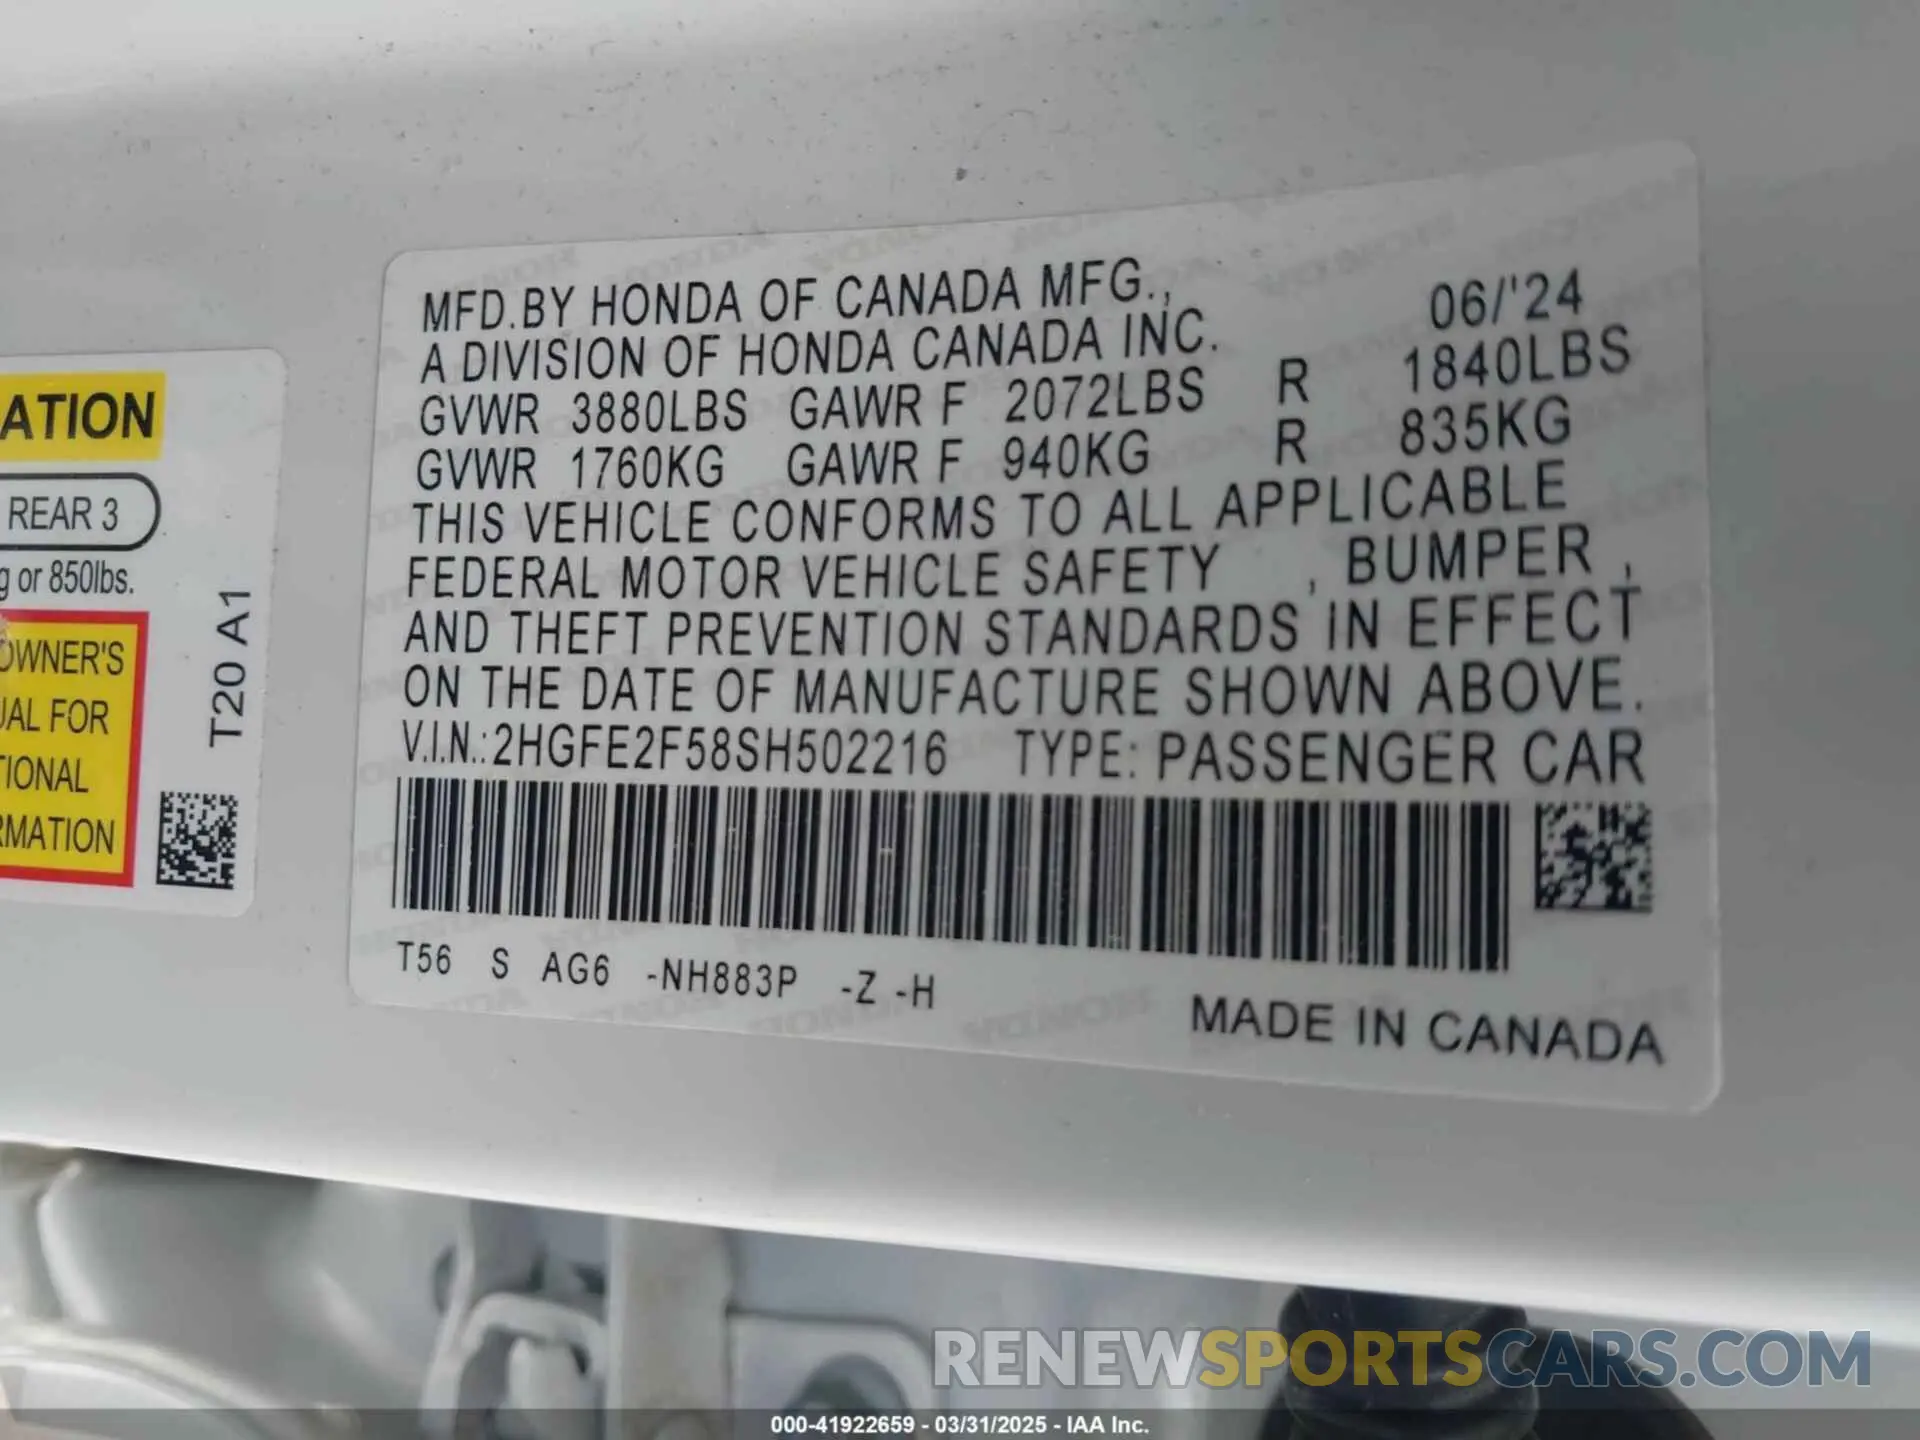 MFD.BY HONDA OF CANADA MFG.,
06/'24
A DIVISION OF HONDA CANADA INC.
GVWR 3880LBS GAWR F 2072LBS R 1840LBS
GVWR 1760KG GAWR F 940KG R 835KG
THIS VEHICLE CONFORMS TO ALL APPLICABLE
FEDERAL MOTOR VEHICLE SAFETY , BUMPER ,
AND THEFT PREVENTION STANDARDS IN EFFECT
ON THE DATE OF MANUFACTURE SHOWN ABOVE.
V.I.N.:2HGFE2F58SH502216 TYPE: PASSENGER CAR
T56 S AG6 -NH883P -Z -H
MADE IN CANADA
ATION
REAR 3
g or 850lbs.
OWNER'S
UAL FOR
TIONAL
RMATION
T20 A1
RENEWSPORTSCARS.COM
000-41922659 - 03/31/2025 - IAA Inc.